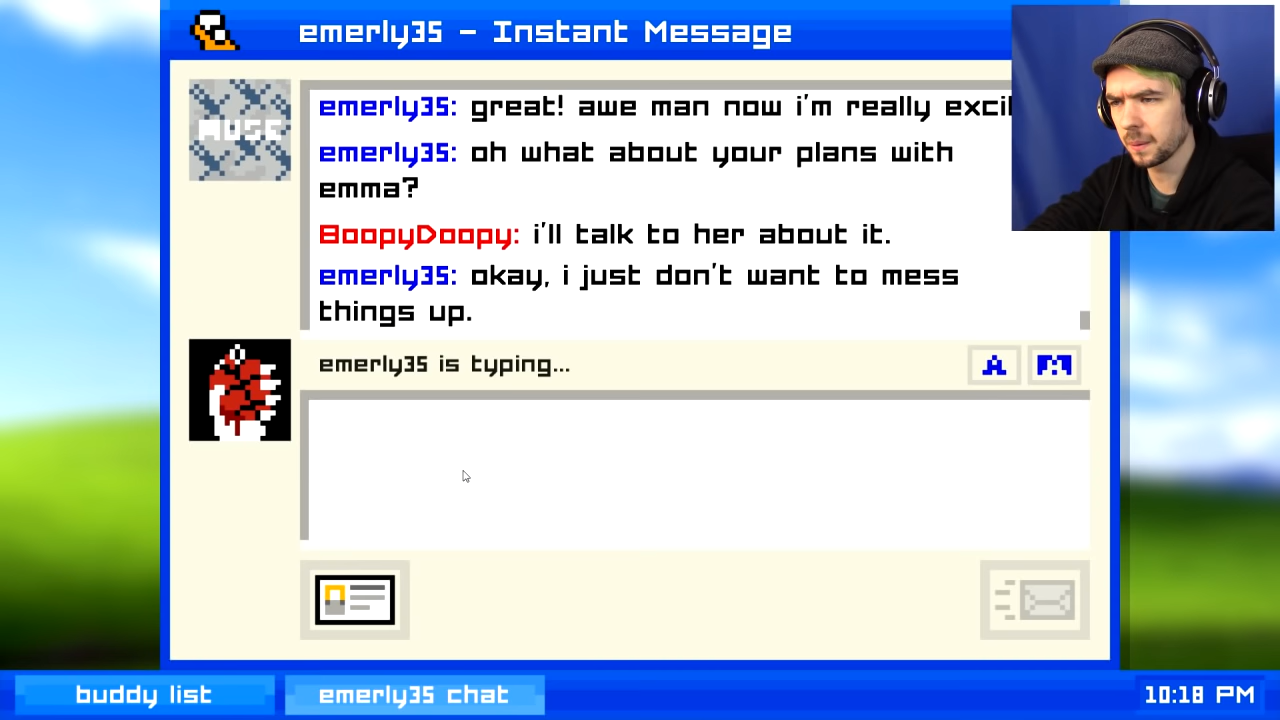 emerly35 - Instant Message
emerly35: great! awe man now i'm really
emerly35: oh what about your plans with
emma?
BoopyDoopy: i'll talk to her about it.
emerly35: okay, i just don't want to mess
things up.
MUSE
emerly35 is typing...
A
buddy list
emerly35 chat
10:18 PM